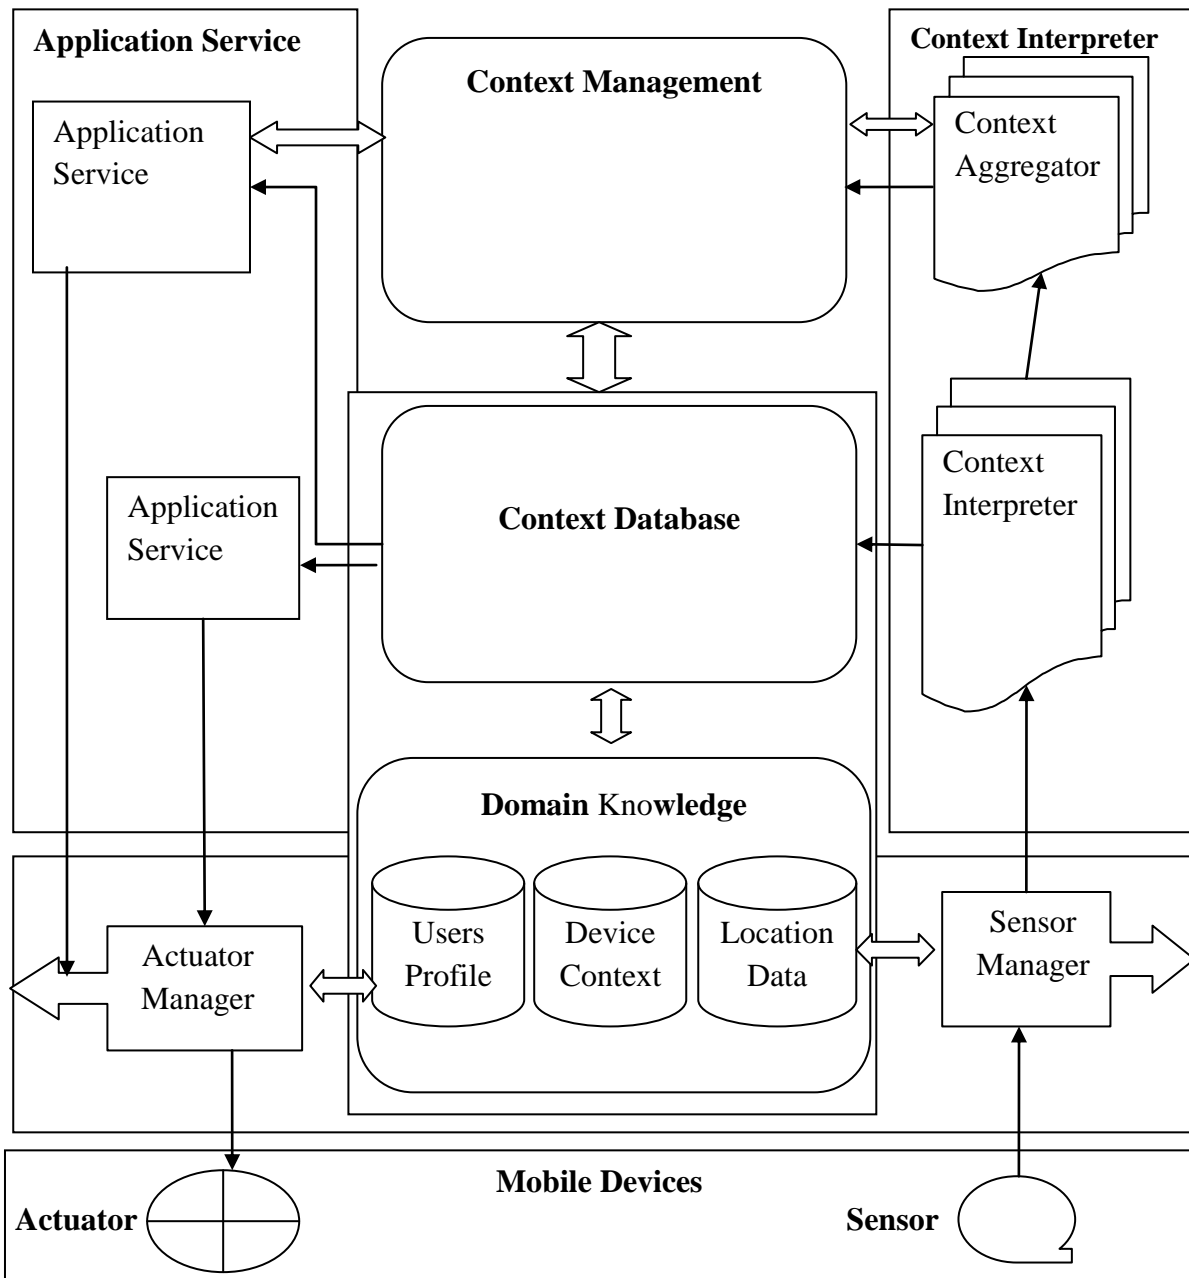 Application Service
Context Management
Context Interpreter
Application
Service
Context
Aggregator
Application
Service
Context Database
Context
Interpreter
Domain Knowledge
Users
Profile
Device
Context
Location
Data
Actuator
Manager
Sensor
Manager
Mobile Devices
Actuator
Sensor